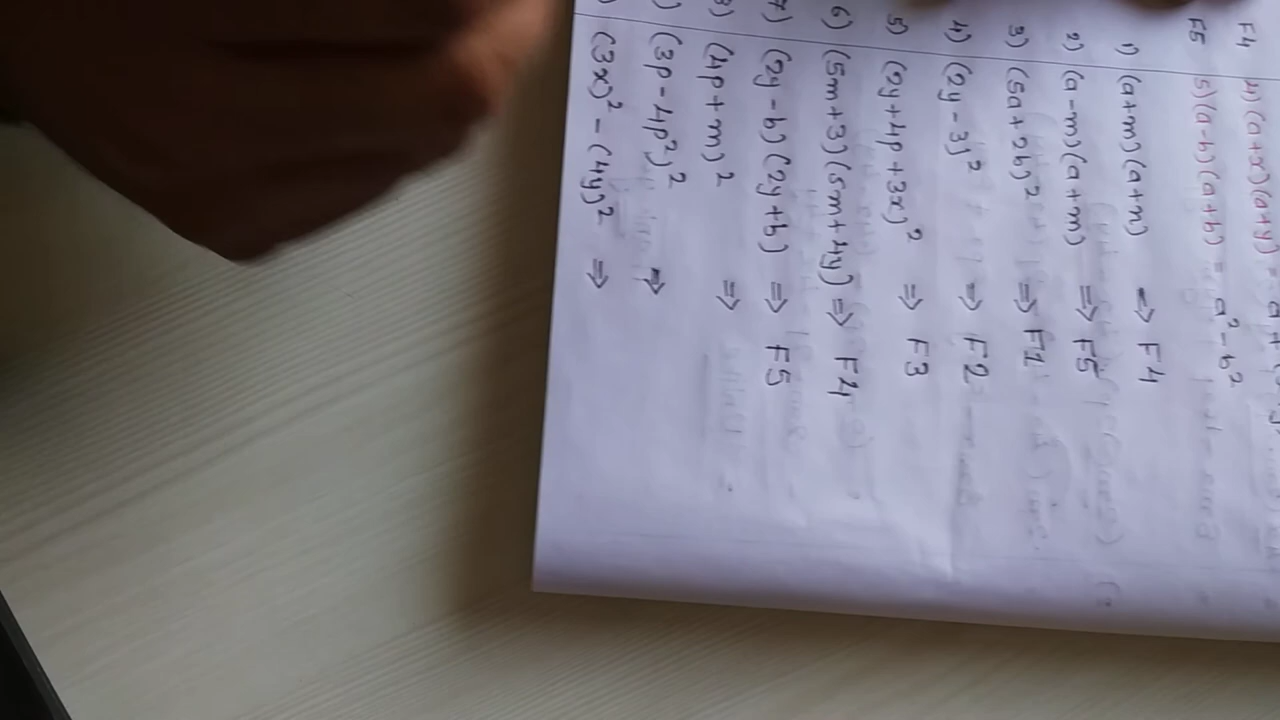 F4 4) (a+x)(a+y) =
F5 5) (a-b)(a+b) = a² - b²
1) (a+m)(a+n) ⇒ F4
2) (a-m)(a+m) ⇒ F5
3) (5a+2b)² ⇒ F1
4) (2y-3)² ⇒ F2
5) (2y+4p+3x)² ⇒ F3
6) (5m+3)(5m+4y) ⇒ F4
7) (2y-b)(2y+b) ⇒ F5
8) (4p+m)² ⇒
) (3p-4p²)² ⇒
) (3x)² - (4y)² ⇒